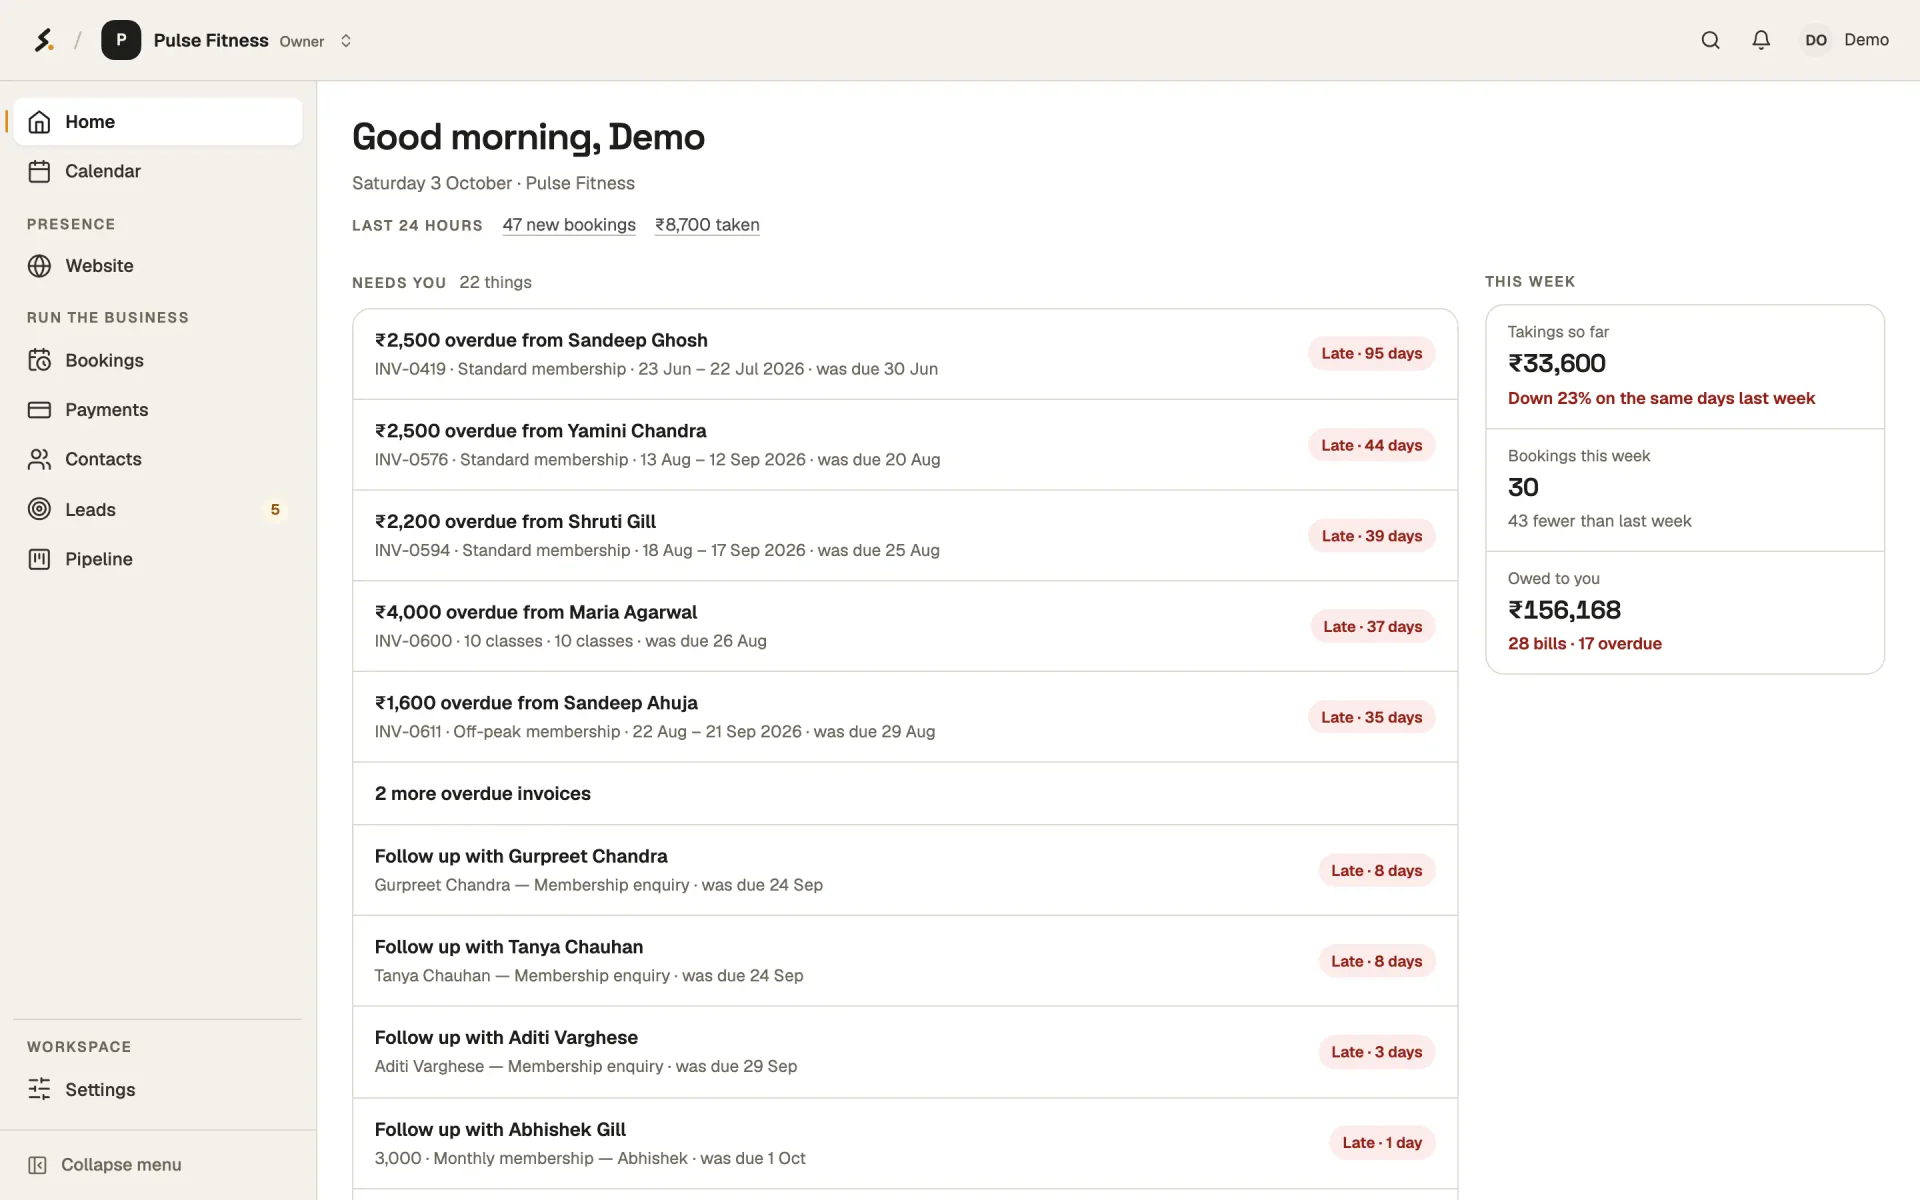 / P Pulse Fitness Owner
DO Demo
Home
Calendar
PRESENCE
Website
RUN THE BUSINESS
Bookings
Payments
Contacts
Leads 5
Pipeline
WORKSPACE
Settings
Collapse menu
Good morning, Demo
Saturday 3 October · Pulse Fitness
LAST 24 HOURS 47 new bookings ₹8,700 taken
NEEDS YOU 22 things
₹2,500 overdue from Sandeep Ghosh
INV-0419 · Standard membership · 23 Jun – 22 Jul 2026 · was due 30 Jun
Late · 95 days
₹2,500 overdue from Yamini Chandra
INV-0576 · Standard membership · 13 Aug – 12 Sep 2026 · was due 20 Aug
Late · 44 days
₹2,200 overdue from Shruti Gill
INV-0594 · Standard membership · 18 Aug – 17 Sep 2026 · was due 25 Aug
Late · 39 days
₹4,000 overdue from Maria Agarwal
INV-0600 · 10 classes · 10 classes · was due 26 Aug
Late · 37 days
₹1,600 overdue from Sandeep Ahuja
INV-0611 · Off-peak membership · 22 Aug – 21 Sep 2026 · was due 29 Aug
Late · 35 days
2 more overdue invoices
Follow up with Gurpreet Chandra
Gurpreet Chandra — Membership enquiry · was due 24 Sep
Late · 8 days
Follow up with Tanya Chauhan
Tanya Chauhan — Membership enquiry · was due 24 Sep
Late · 8 days
Follow up with Aditi Varghese
Aditi Varghese — Membership enquiry · was due 29 Sep
Late · 3 days
Follow up with Abhishek Gill
3,000 · Monthly membership — Abhishek · was due 1 Oct
Late · 1 day
THIS WEEK
Takings so far
₹33,600
Down 23% on the same days last week
Bookings this week
30
43 fewer than last week
Owed to you
₹156,168
28 bills · 17 overdue